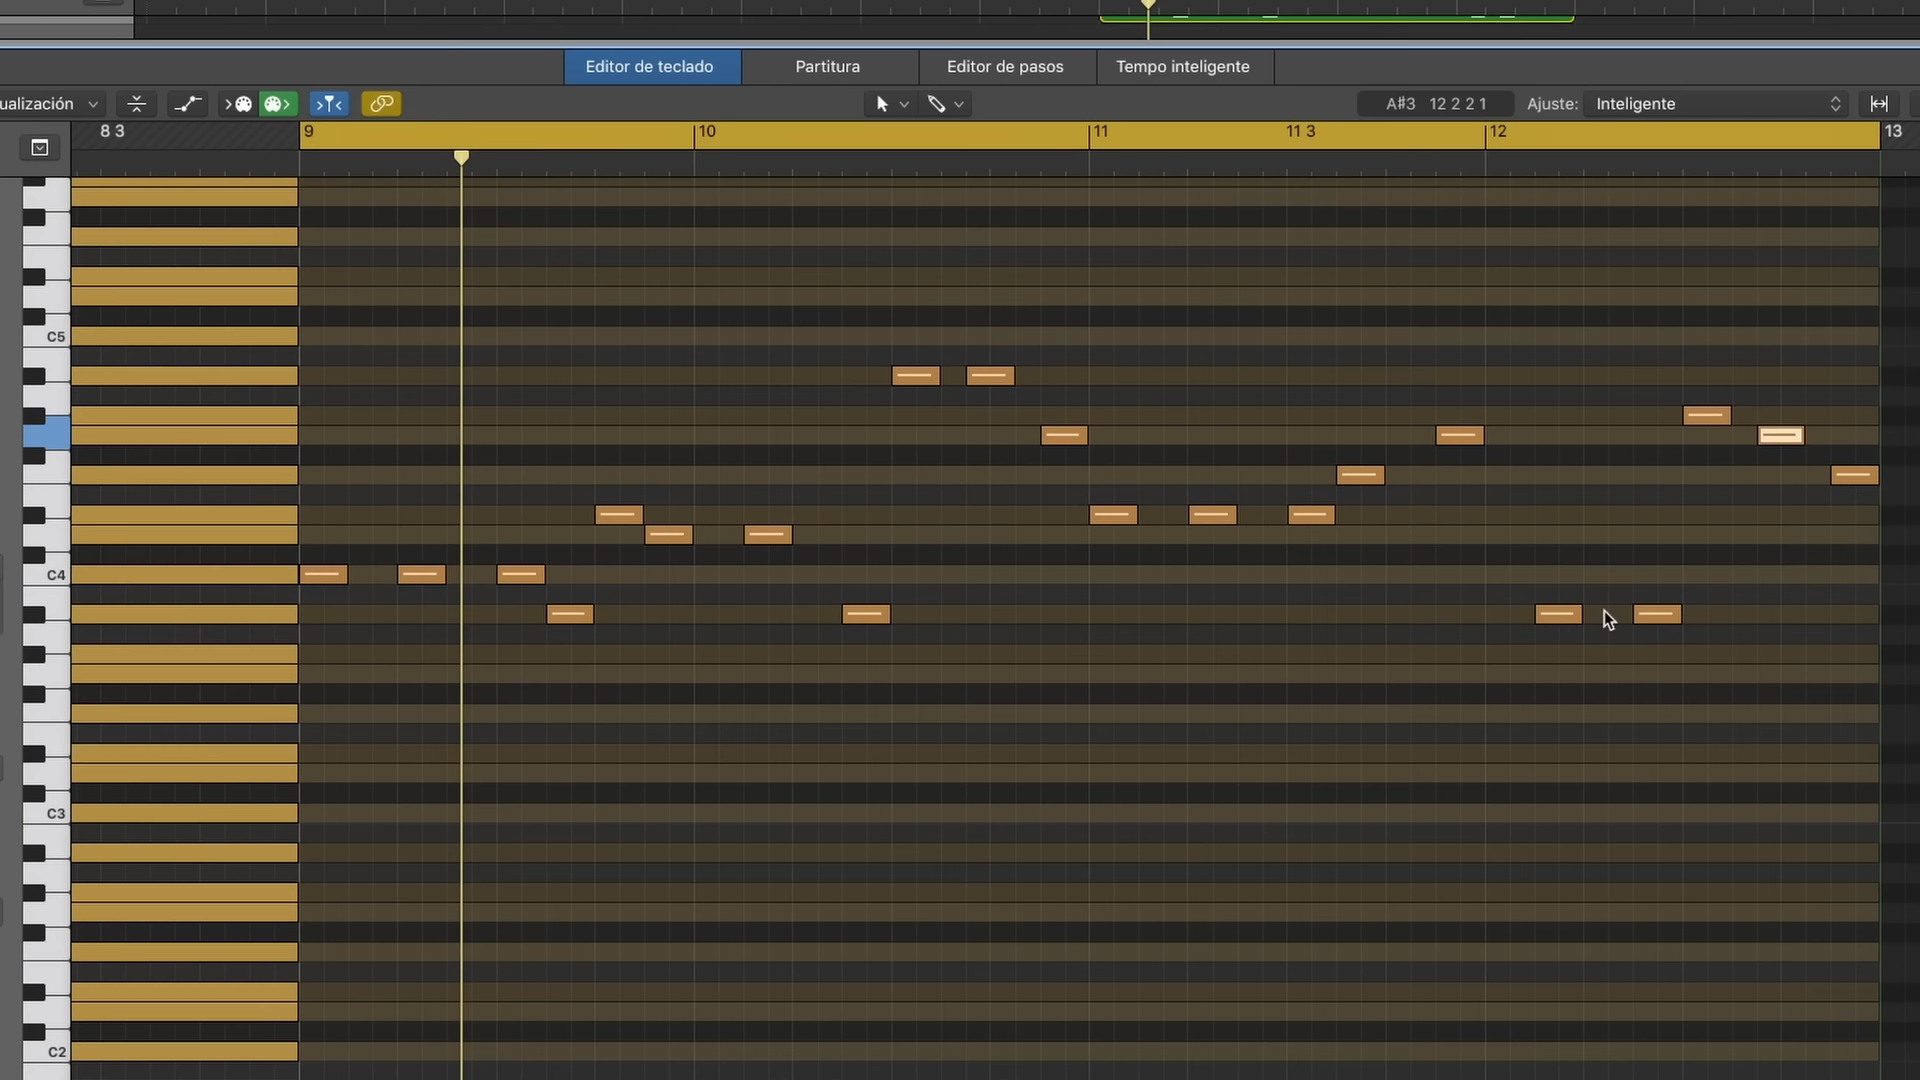 Editor de teclado Partitura Editor de pasos Tempo inteligente
ualización A#3 12 2 2 1 Ajuste: Inteligente
8 3 9 10 11 11 3 12 13
C5
C4
C3
C2